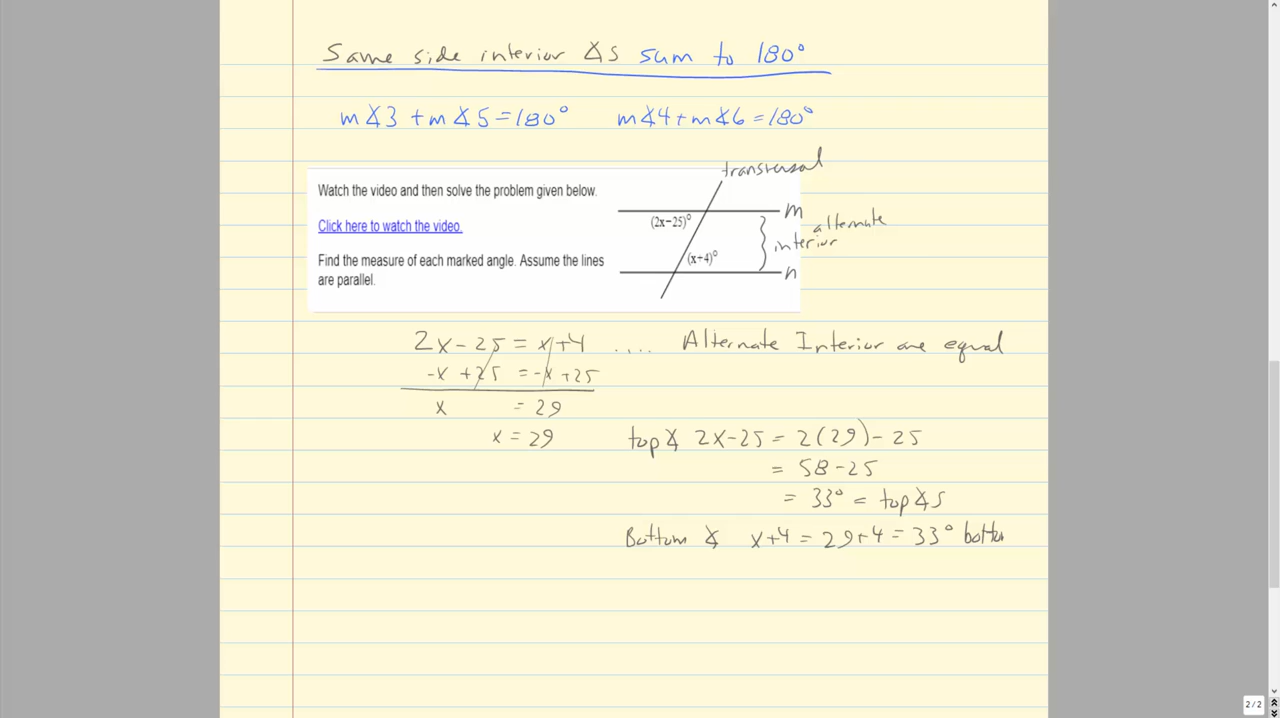 Same side interior ∡s sum to 180°
m∡3 + m∡5 = 180° m∡4 + m∡6 = 180°
transversal
Watch the video and then solve the problem given below.
Click here to watch the video.
Find the measure of each marked angle. Assume the lines
are parallel.
(2x−25)°
m
alternate
interior
(x+4)°
n
2x − 25 = x + 4 .... Alternate Interior are equal
-x + 25 = -x + 25
x = 29
x = 29
top ∡ 2x − 25 = 2(29) − 25
= 58 − 25
= 33° = top ∡s
Bottom ∡ x+4 = 29+4 = 33°